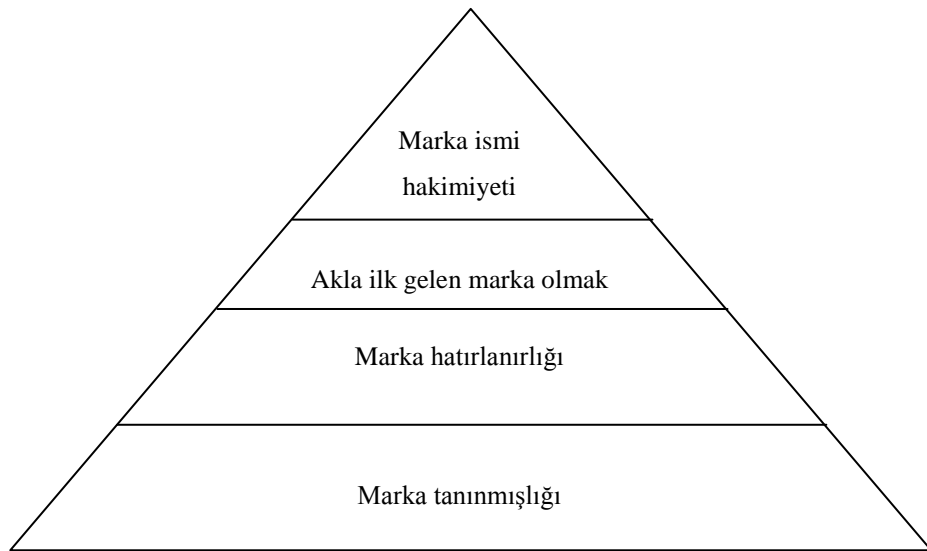 Marka ismi
hakimiyeti
Akla ilk gelen marka olmak
Marka hatırlanırlığı
Marka tanınmışlığı